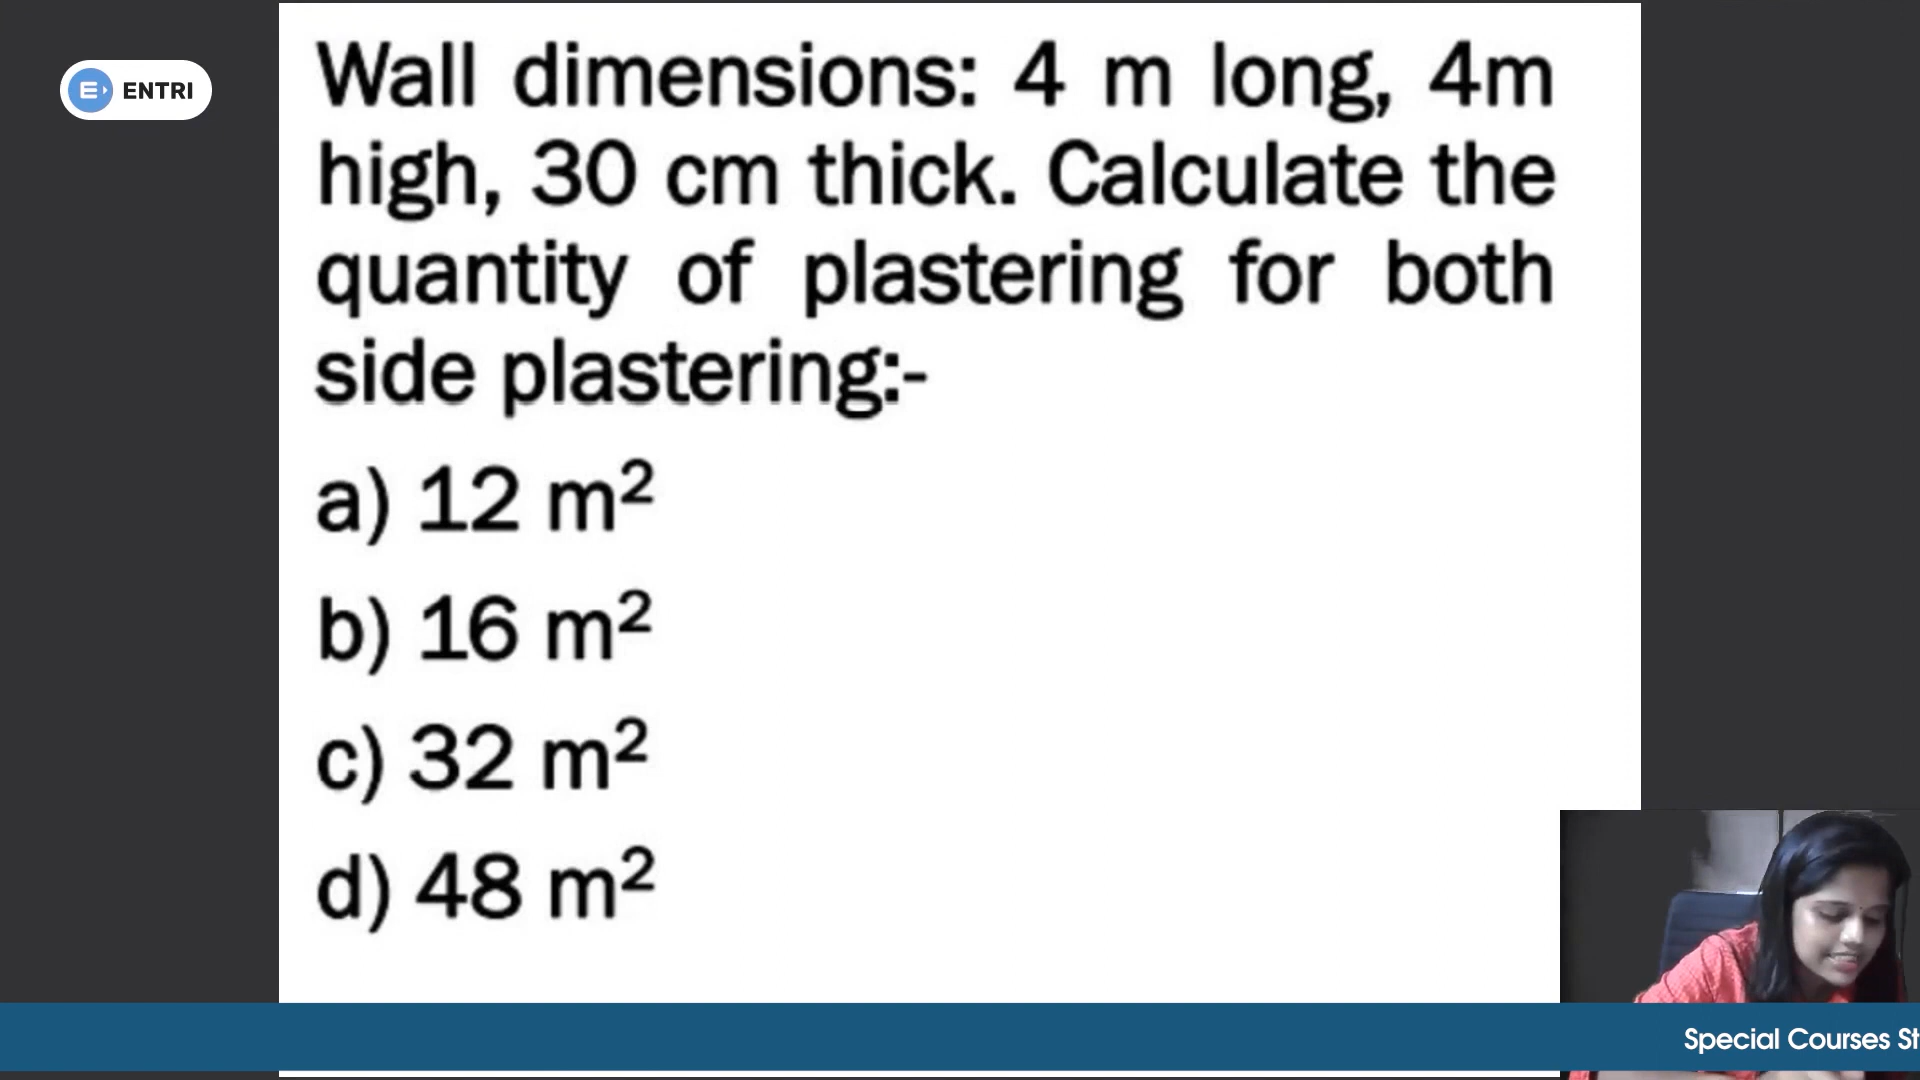 ENTRI
Wall dimensions: 4 m long, 4m
high, 30 cm thick. Calculate the
quantity of plastering for both
side plastering:-
a) 12 m²
b) 16 m²
c) 32 m²
d) 48 m²
Special Courses St